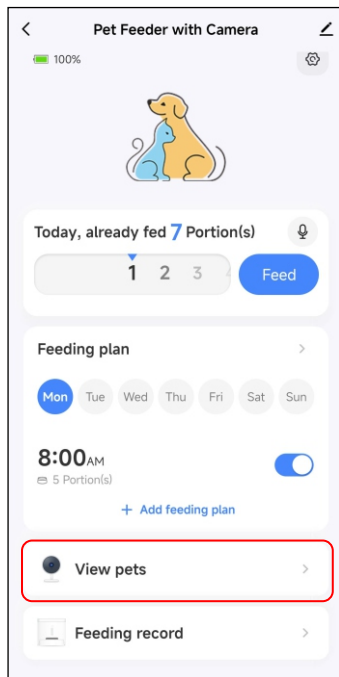 Pet Feeder with Camera
100%
Today, already fed 7 Portion(s)
1 2 3 4
Feed
Feeding plan
Mon Tue Wed Thu Fri Sat Sun
8:00AM
5 Portion(s)
+ Add feeding plan
View pets
Feeding record